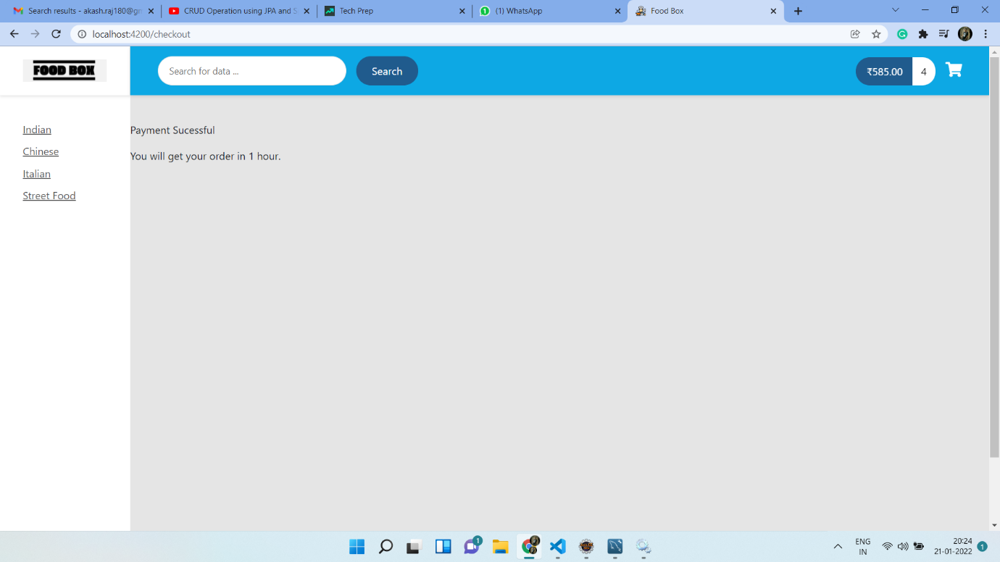 Search results - akash.raj180@gm
CRUD Operation using JPA and S
Tech Prep
(1) WhatsApp
Food Box
localhost:4200/checkout
FOOD BOX
Search for data ...
Search
₹585.00
4
Indian
Chinese
Italian
Street Food
Payment Sucessful
You will get your order in 1 hour.
1
ENG
IN
20:24
21-01-2022
1